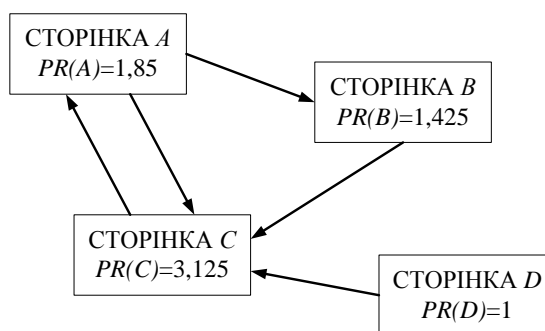 СТОРІНКА A
PR(A)=1,85
СТОРІНКА B
PR(B)=1,425
СТОРІНКА C
PR(C)=3,125
СТОРІНКА D
PR(D)=1